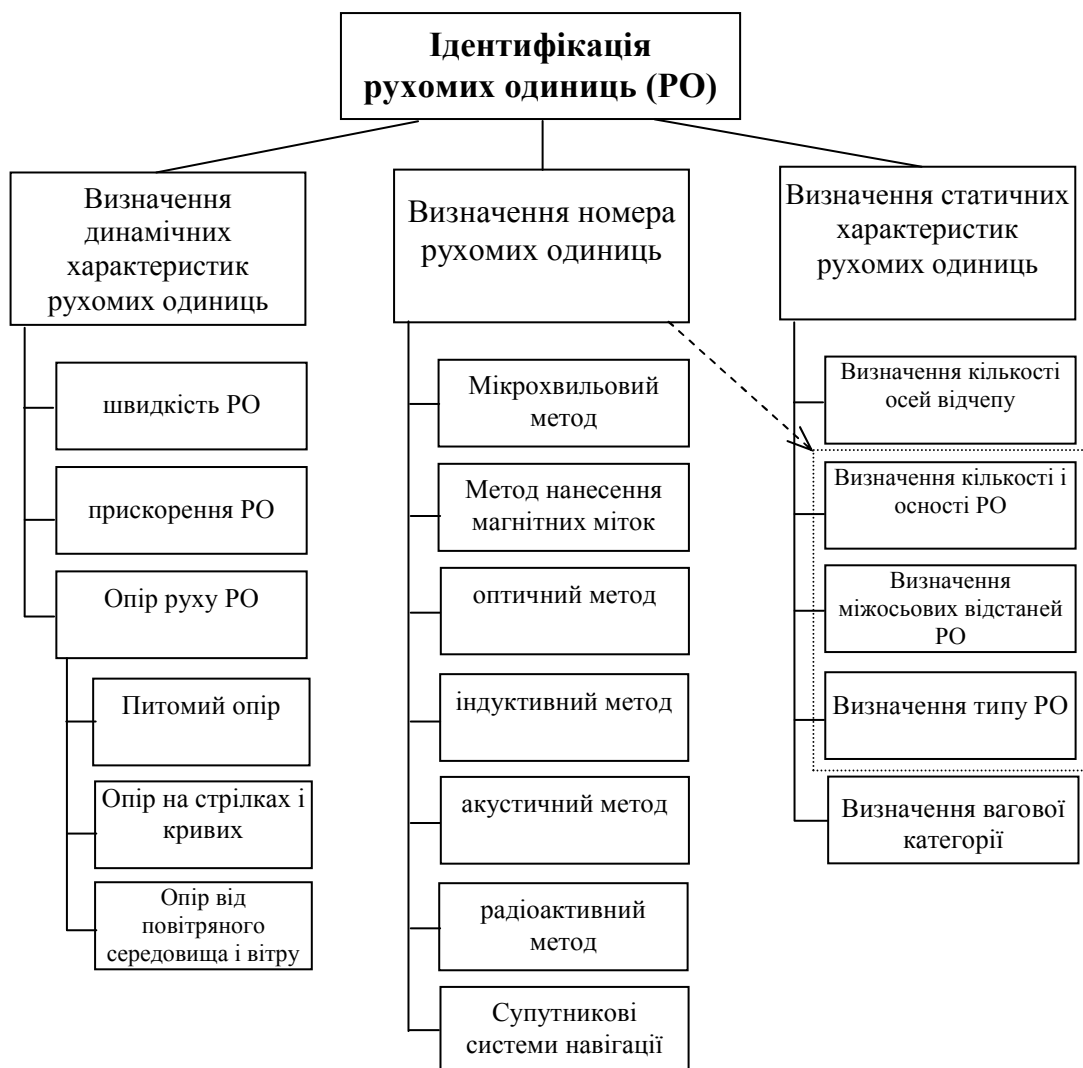 Ідентифікація
рухомих одиниць (РО)
Визначення
динамічних
характеристик
рухомих одиниць
швидкість РО
прискорення РО
Опір руху РО
Питомий опір
Опір на стрілках і
кривих
Опір від
повітряного
середовища і вітру
Визначення номера
рухомих одиниць
Мікрохвильовий
метод
Метод нанесення
магнітних міток
оптичний метод
індуктивний метод
акустичний метод
радіоактивний
метод
Супутникові
системи навігації
Визначення статичних
характеристик
рухомих одиниць
Визначення кількості
осей відчепу
Визначення кількості і
осності РО
Визначення
міжосьових відстаней
РО
Визначення типу РО
Визначення вагової
категорії